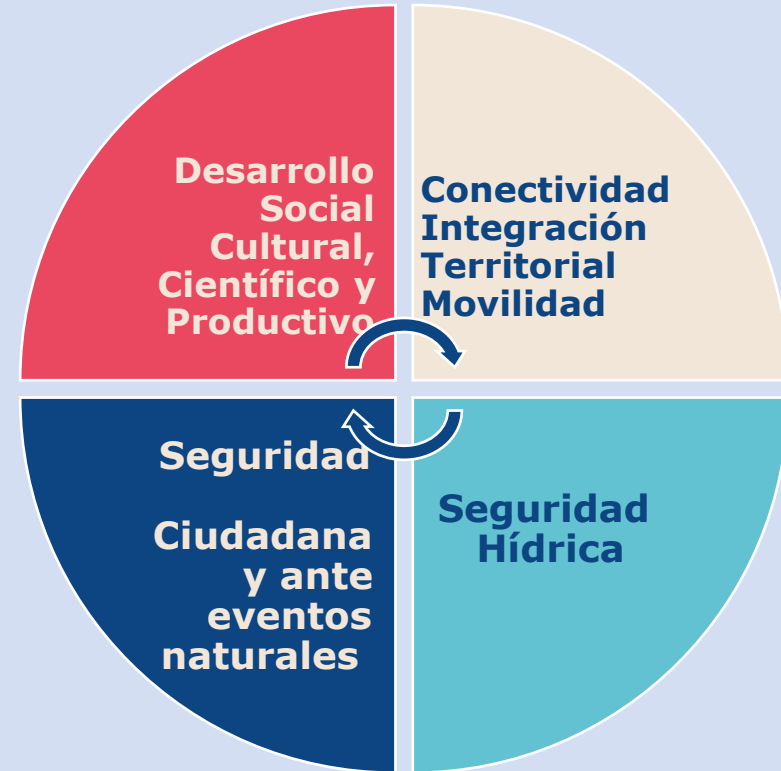 Desarrollo
Social
Cultural,
Científico y
Productivo
Conectividad
Integración
Territorial
Movilidad
Seguridad
Ciudadana
y ante
eventos
naturales
Seguridad
Hídrica